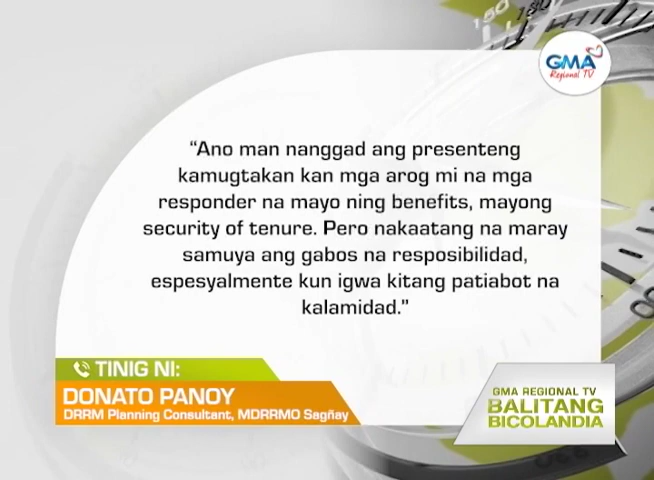 150
180
GMA
Regional TV
“Ano man nanggad ang presenteng
kamugtakan kan mga arog mi na mga
responder na mayo ning benefits, mayong
security of tenure. Pero nakaatang na maray
samuya ang gabos na resposibilidad,
espesyalmente kun igwa kitang patiabot na
kalamidad.”
TINIG NI:
DONATO PANOY
DRRM Planning Consultant, MDRRMO Sagñay
GMA REGIONAL TV
BALITANG
BICOLANDIA